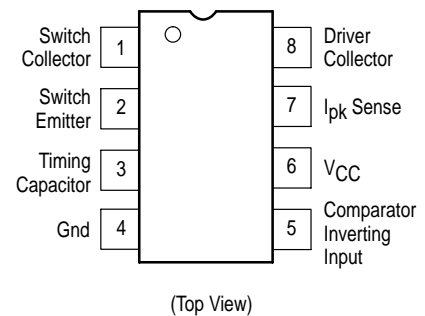 Switch
Collector
1
8
Driver
Collector
Switch
Emitter
2
7
Ipk Sense
Timing
Capacitor
3
6
VCC
Gnd
4
5
Comparator
Inverting
Input
(Top View)